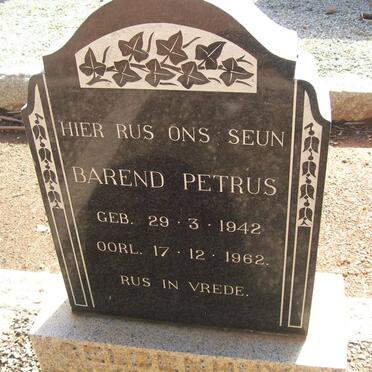 HIER RUS ONS SEUN
BAREND PETRUS
GEB. 29·3·1942
OORL. 17·12·1962.
RUS IN VREDE.